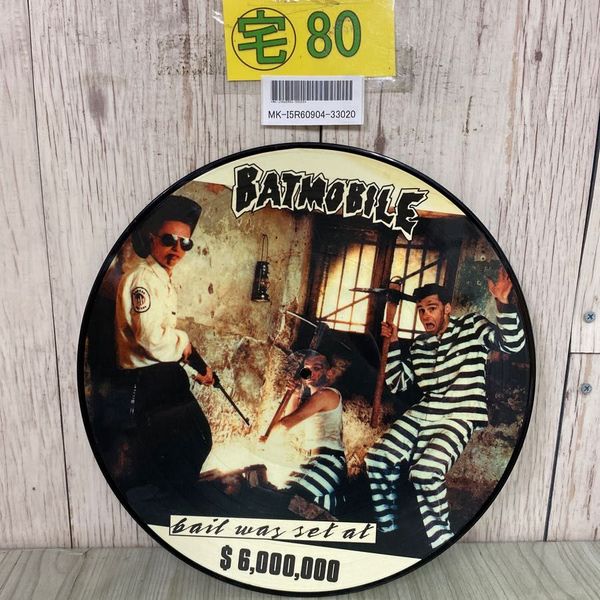 宅 80
MK-I5R60904-33020
BATMOBILE
bail was set at
$ 6,000,000